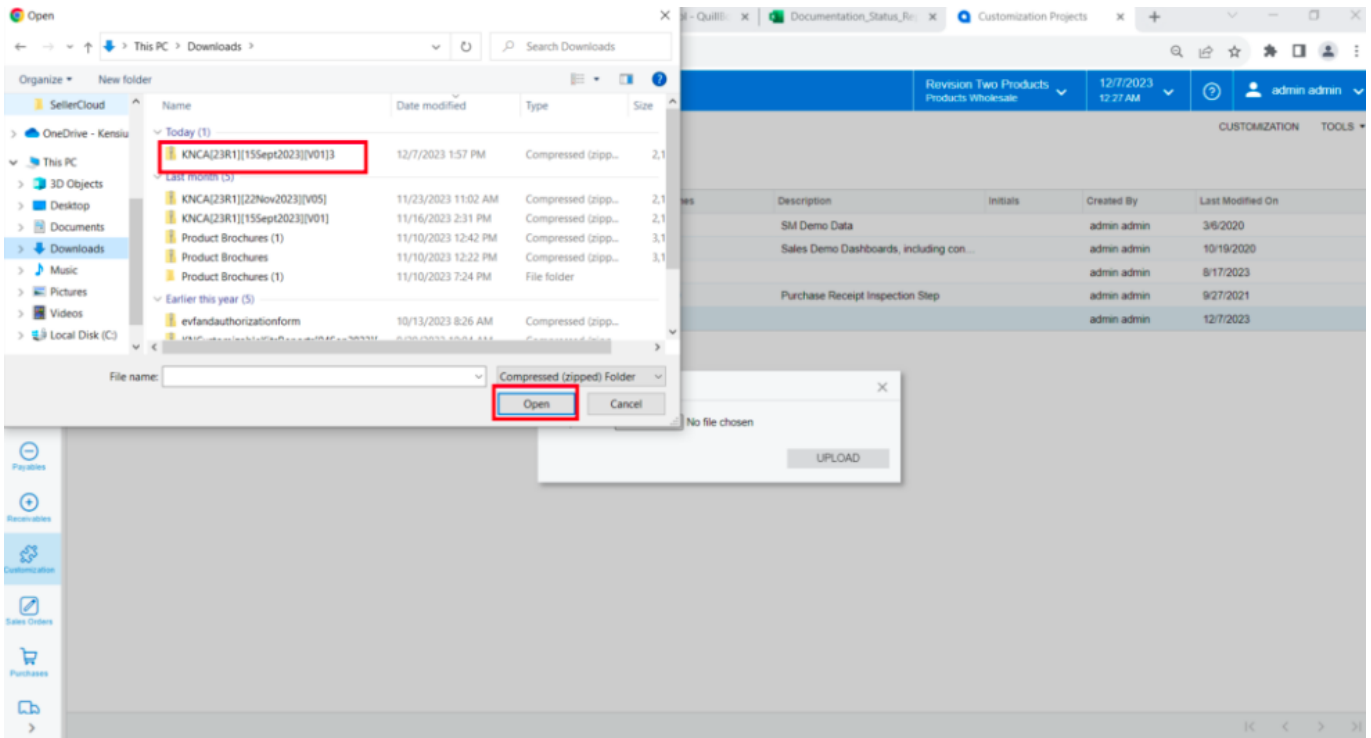 Open
This PC > Downloads >
Search Downloads
Organize
New folder
SellerCloud
OneDrive - Kensiu
This PC
3D Objects
Desktop
Documents
Downloads
Music
Pictures
Videos
Local Disk (C:)
Name Date modified Type Size
Today (1)
KNCA[23R1][15Sept2023][V01]3 12/7/2023 1:57 PM Compressed (zipp... 2,1
Last month (5)
KNCA[23R1][22Nov2023][V05] 11/23/2023 11:02 AM Compressed (zipp... 2,1
KNCA[23R1][15Sept2023][V01] 11/16/2023 2:31 PM Compressed (zipp... 2,1
Product Brochures (1) 11/10/2023 12:42 PM Compressed (zipp... 3,1
Product Brochures 11/10/2023 12:22 PM Compressed (zipp... 3,1
Product Brochures (1) 11/10/2023 7:24 PM File folder
Earlier this year (5)
evfandauthorizationform 10/13/2023 8:26 AM Compressed (zipp...
File name:
Compressed (zipped) Folder
Open Cancel
Documentation_Status_Re
Customization Projects
Revision Two Products
Products Wholesale
12/7/2023
12:27 AM
admin admin
CUSTOMIZATION TOOLS
Description Initials Created By Last Modified On
SM Demo Data admin admin 3/6/2020
Sales Demo Dashboards, including con... admin admin 10/19/2020
admin admin 8/17/2023
Purchase Receipt Inspection Step admin admin 9/27/2021
admin admin 12/7/2023
No file chosen
UPLOAD
Payables
Receivables
Customization
Sales Orders
Purchases